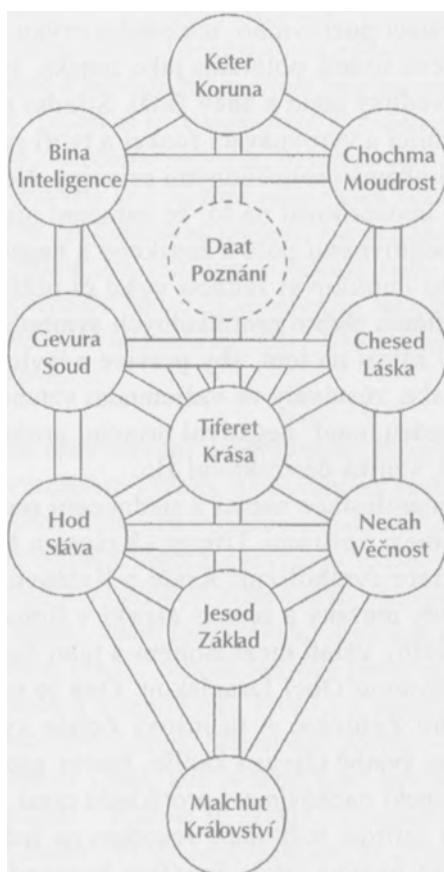 Keter
Koruna
Bina
Inteligence
Chochma
Moudrost
Daat
Poznání
Gevura
Soud
Chesed
Láska
Tiferet
Krása
Hod
Sláva
Necah
Věčnost
Jesod
Základ
Malchut
Království